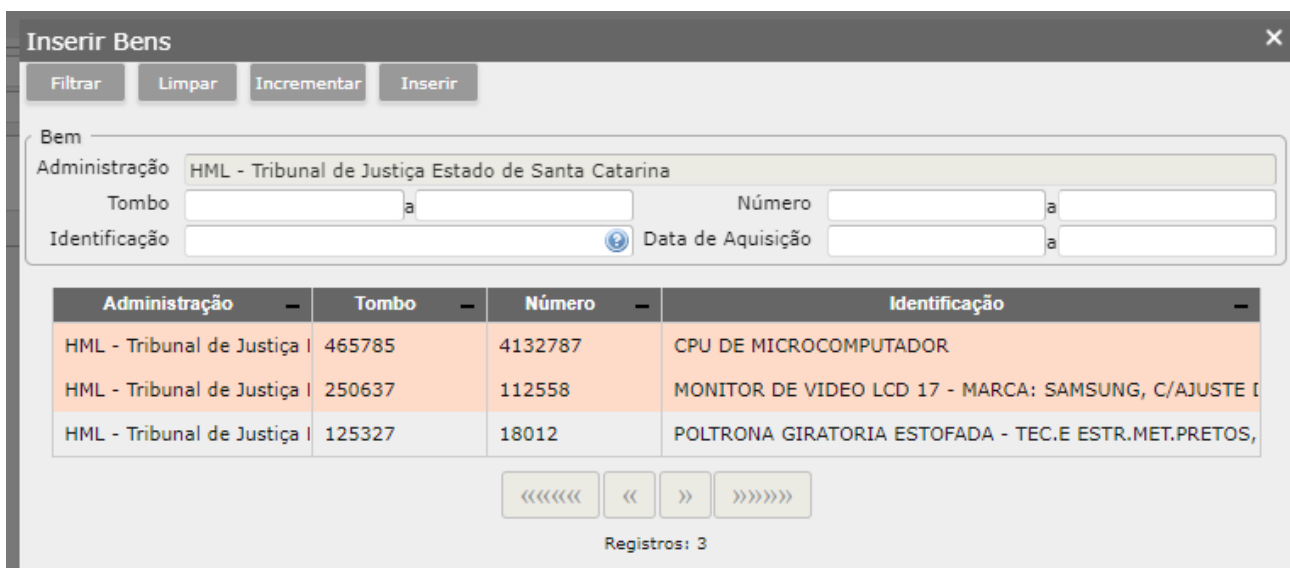 Inserir Bens
Filtrar Limpar Incrementar Inserir
Bem
Administração HML - Tribunal de Justiça Estado de Santa Catarina
Tombo a Número a
Identificação Data de Aquisição a
Administração Tombo Número Identificação
HML - Tribunal de Justiça 465785 4132787 CPU DE MICROCOMPUTADOR
HML - Tribunal de Justiça 250637 112558 MONITOR DE VIDEO LCD 17 - MARCA: SAMSUNG, C/AJUSTE
HML - Tribunal de Justiça 125327 18012 POLTRONA GIRATORIA ESTOFADA - TEC.E ESTR.MET.PRETOS,
««« « » »»»
Registros: 3